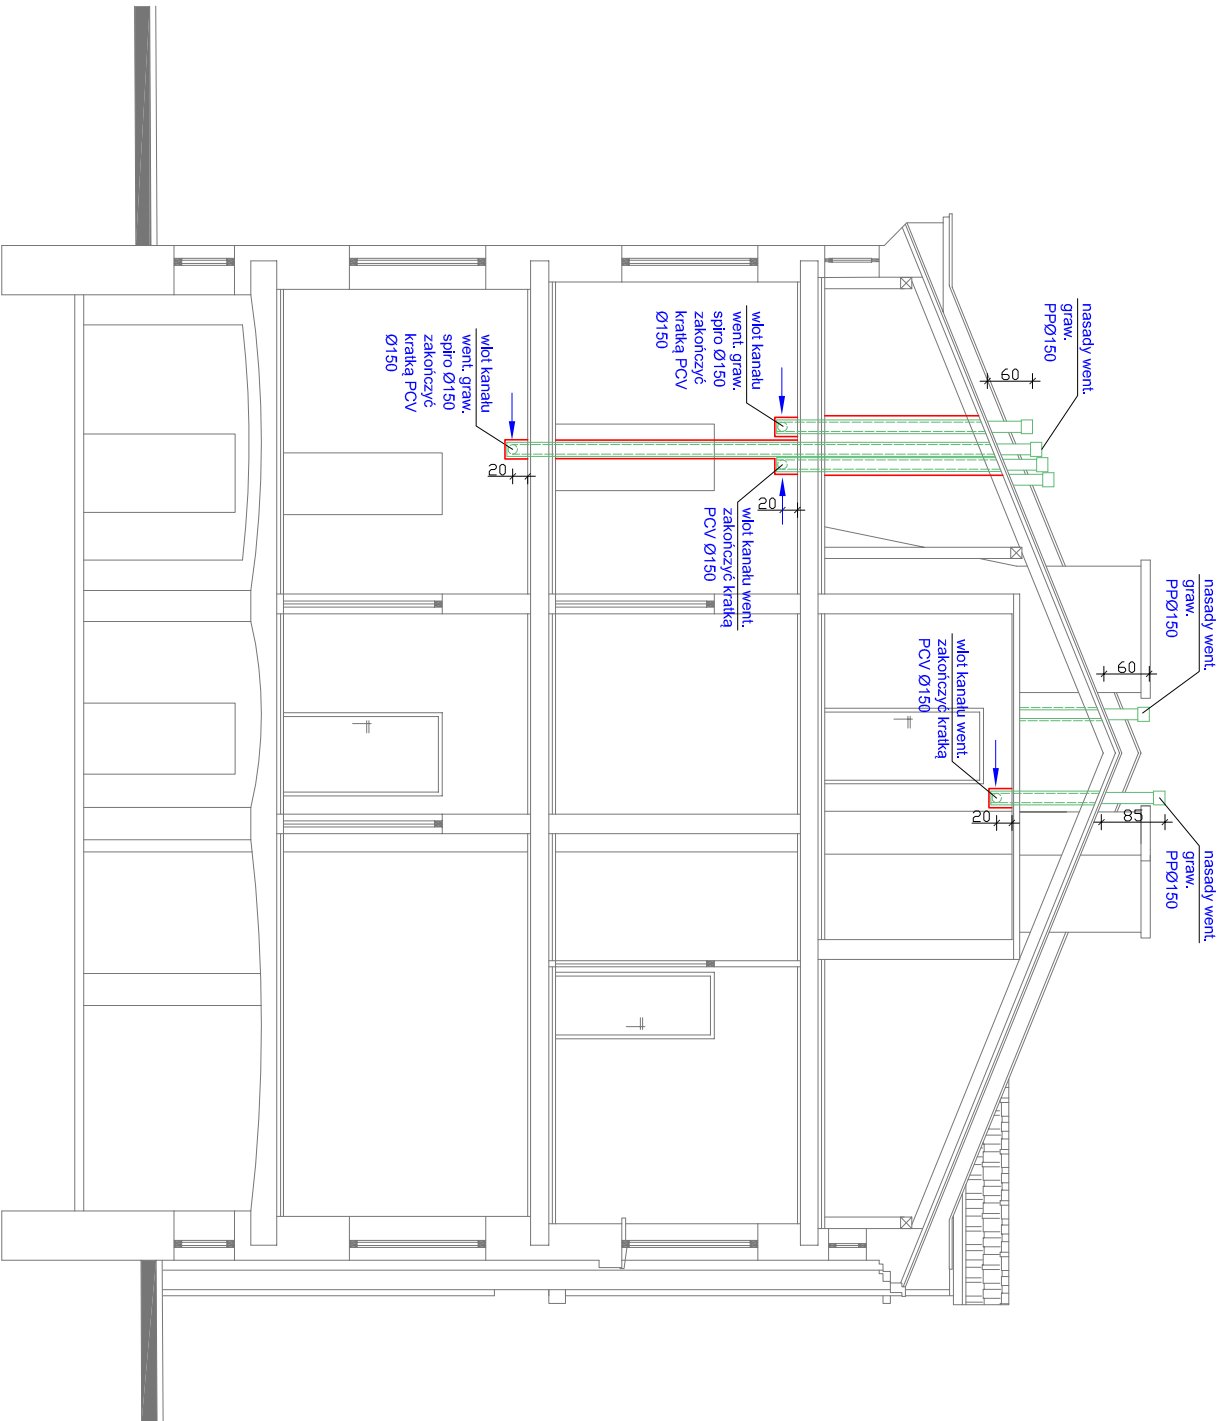 nasady went.
graw.
PPØ150
60
wlot kanału
went. graw.
spiro Ø150
zakończyć
kratką PCV
Ø150
wlot kanału
went. graw.
spiro Ø150
zakończyć
kratką PCV
Ø150
20
20
wlot kanału went.
zakończyć kratką
PCV Ø150
nasady went.
graw.
PPØ150
60
wlot kanału went.
zakończyć kratką
PCV Ø150
20
85
nasady went.
graw.
PPØ150